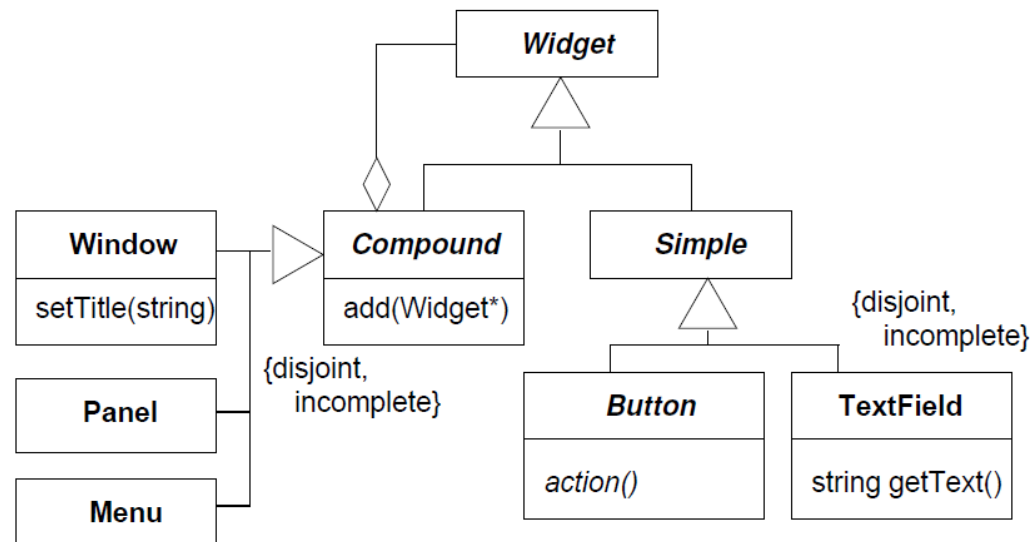 Widget
Window
setTitle(string)
Compound
add(Widget*)
Simple
{disjoint,
incomplete}
{disjoint,
incomplete}
Panel
Menu
Button
action()
TextField
string getText()